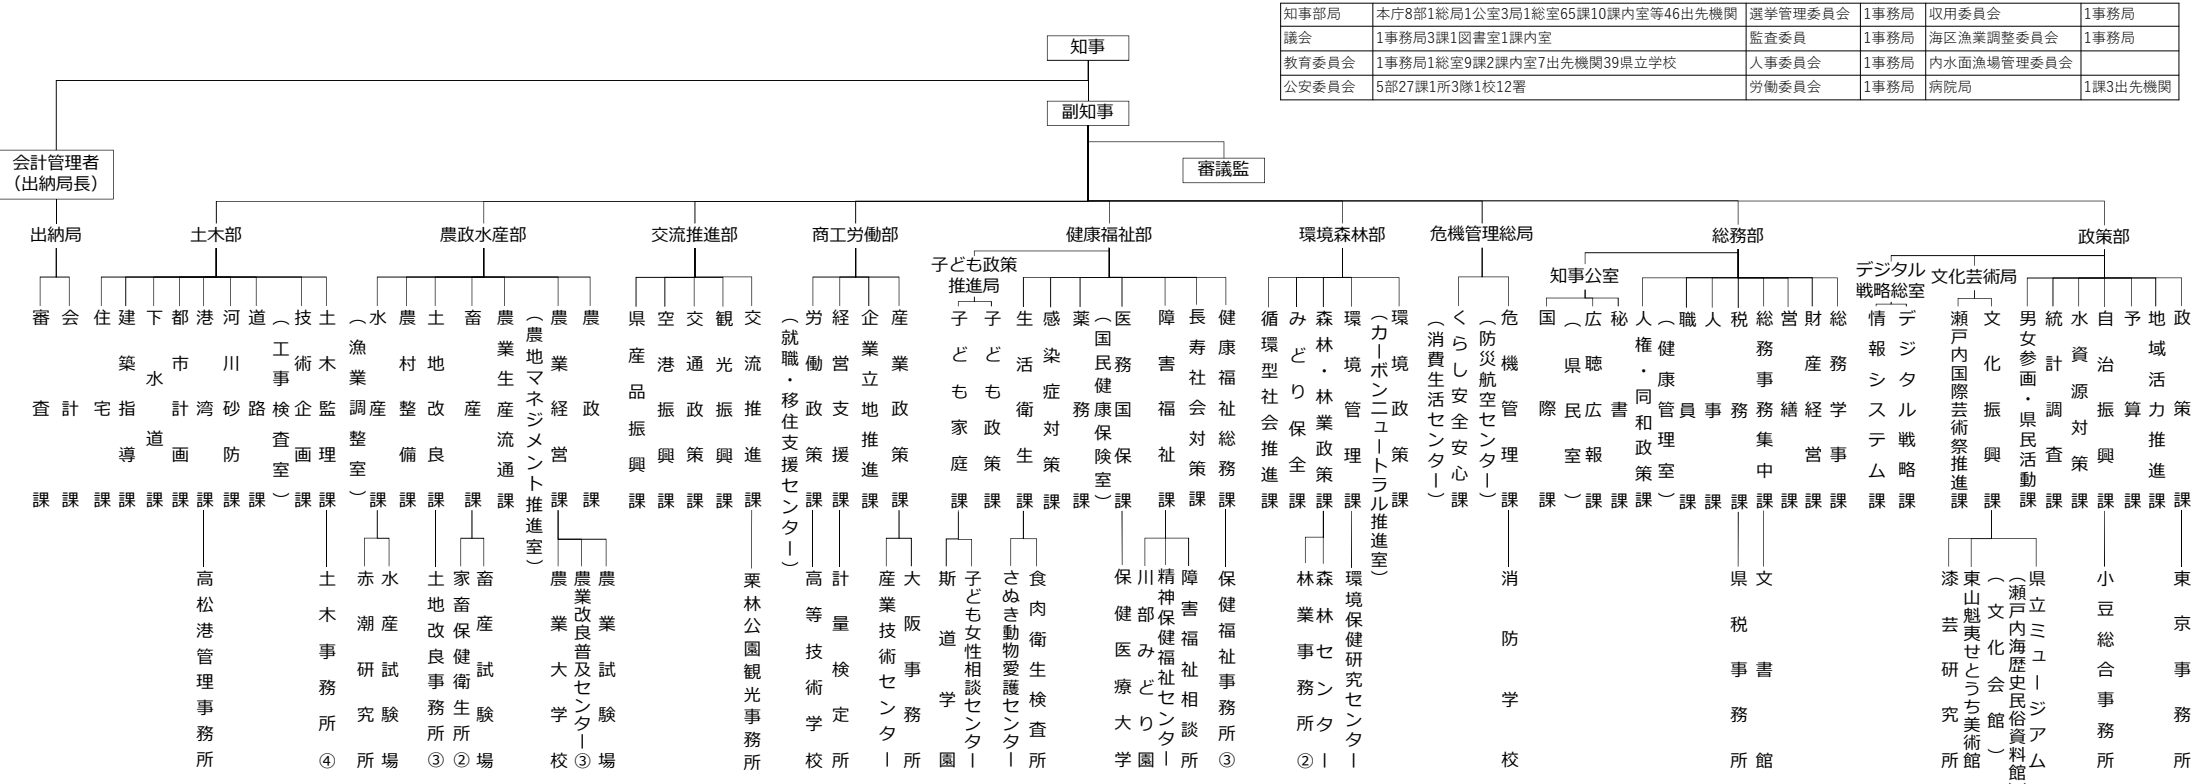 知事部局 本庁8部1総局1公室3局1総室65課10課内室等46出先機関 選挙管理委員会 1事務局 収用委員会 1事務局
議会 1事務局3課1図書室1課内室 監査委員 1事務局 海区漁業調整委員会 1事務局
教育委員会 1事務局1総室9課2課内室7出先機関39県立学校 人事委員会 1事務局 内水面漁場管理委員会
公安委員会 5部27課1所3隊1校12署 労働委員会 1事務局 病院局 1課3出先機関
知事
副知事
審議監
会計管理者
（出納局長）
出納局
土木部
農政水産部
交流推進部
商工労働部
健康福祉部
環境森林部
危機管理総局
総務部
政策部
子ども政策
推進局
知事公室
デジタル
戦略総室
文化芸術局
審査課
会計課
住宅課
建築指導課
下水道課
都市計画課
港湾課
河川砂防課
道路課
（工事検査室）
技術企画課
土木監理課
（漁業調整室）
水産課
農村整備課
土地改良課
畜産課
農業生産流通課
（農地マネジメント推進室）
農業経営課
農政課
県産品振興課
空港振興課
交通政策課
観光振興課
交流推進課
（就職・移住支援センター）
労働政策課
経営支援課
企業立地推進課
産業政策課
子ども家庭課
子ども政策課
生活衛生課
感染症対策課
薬務課
（国民健康保険室）
医務国保課
障害福祉課
長寿社会対策課
健康福祉総務課
循環型社会推進課
みどり保全課
森林・林業政策課
環境管理課
（カーボンニュートラル推進室）
環境政策課
（消費生活センター）
くらし安全安心課
（防災航空センター）
危機管理課
国際課
（県民室）
広聴広報課
秘書課
人権・同和政策課
（健康管理室）
職員課
人事課
税務課
総務事務集中課
営繕課
財産経営課
総務学事課
情報システム課
デジタル戦略課
瀬戸内国際芸術祭推進課
文化振興課
男女参画・県民活動課
統計調査課
水資源対策課
自治振興課
予算課
地域活力推進課
政策課
高松港管理事務所
土木事務所④
赤潮研究所
水産試験場
土地改良事務所③
家畜保健衛生所②
畜産試験場
農業大学校
農業改良普及センター③
農業試験場
栗林公園観光事務所
高等技術学校
計量検定所
産業技術センター
大阪事務所
斯道学園
子ども女性相談センター
さぬき動物愛護センター
食肉衛生検査所
保健医療大学
川部みどり園
精神保健福祉センター
障害福祉相談所
保健福祉事務所③
林業事務所②
森林センター
環境保健研究センター
消防学校
県税事務所
文書館
漆芸研究所
東山魁夷せとうち美術館
（文化会館）
（瀬戸内海歴史民俗資料館
県立ミュージアム
小豆総合事務所
東京事務所